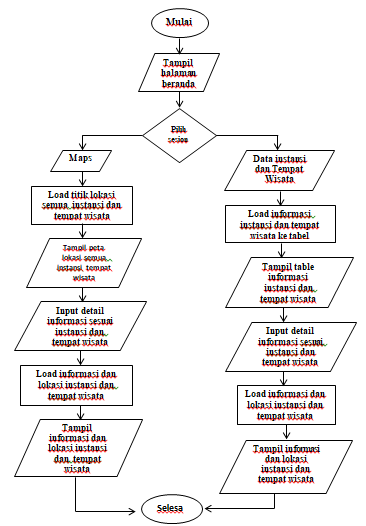 Mulai
Tampil
halaman
beranda
Pilih
sesion
Maps
Load titik lokasi
semua instansi dan
tempat wisata
Tampil peta
lokasi semua
instansi tempat
wisata
Input detail
informasi sesuai
instansi dan
tempat wisata
Load informasi dan
lokasi instansi dan
tempat wisata
Tampil
informasi dan
lokasi instansi
dan tempat
wisata
Data instansi
dan Tempat
Wisata
Load informasi
instansi dan tempat
wisata ke tabel
Tampil table
informasi
instansi dan
tempat wisata
Input detail
informasi sesuai
instansi dan
tempat wisata
Load informasi dan
lokasi instansi dan
tempat wisata
Tampil informasi
dan lokasi
instansi dan
tempat wisata
Selesa